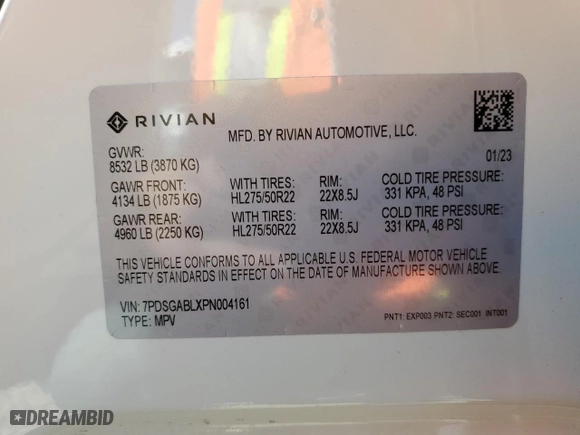 RIVIAN
MFD. BY RIVIAN AUTOMOTIVE, LLC.
GVWR:
8532 LB (3870 KG)
01/23
GAWR FRONT: WITH TIRES: RIM: COLD TIRE PRESSURE:
4134 LB (1875 KG) HL275/50R22 22X8.5J 331 KPA, 48 PSI
GAWR REAR: WITH TIRES: RIM: COLD TIRE PRESSURE:
4960 LB (2250 KG) HL275/50R22 22X8.5J 331 KPA, 48 PSI
THIS VEHICLE CONFORMS TO ALL APPLICABLE U.S. FEDERAL MOTOR VEHICLE
SAFETY STANDARDS IN EFFECT ON THE DATE OF MANUFACTURE SHOWN ABOVE.
VIN: 7PDSGABLXPN004161
TYPE: MPV
PNT1: EXP003 PNT2: SEC001 INT001
DREAMBID